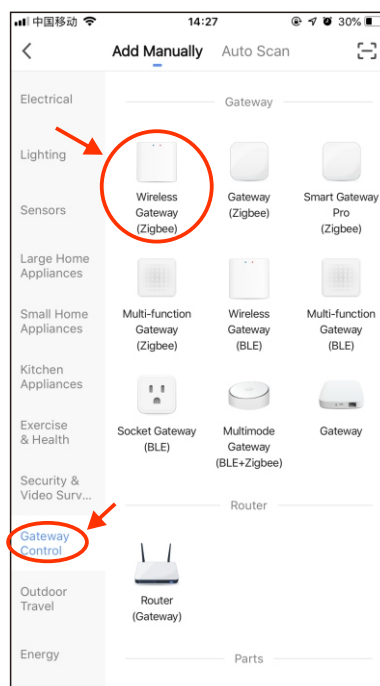 中国移动 14:27 30%
Add Manually Auto Scan
Electrical
Lighting
Sensors
Large Home
Appliances
Small Home
Appliances
Kitchen
Appliances
Exercise
& Health
Security &
Video Surv...
Gateway
Control
Outdoor
Travel
Energy
Gateway
Wireless
Gateway
(Zigbee)
Gateway
(Zigbee)
Smart Gateway
Pro
(Zigbee)
Multi-function
Gateway
(Zigbee)
Wireless
Gateway
(BLE)
Multi-function
Gateway
(BLE)
Socket Gateway
(BLE)
Multimode
Gateway
(BLE+Zigbee)
Gateway
Router
Router
(Gateway)
Parts